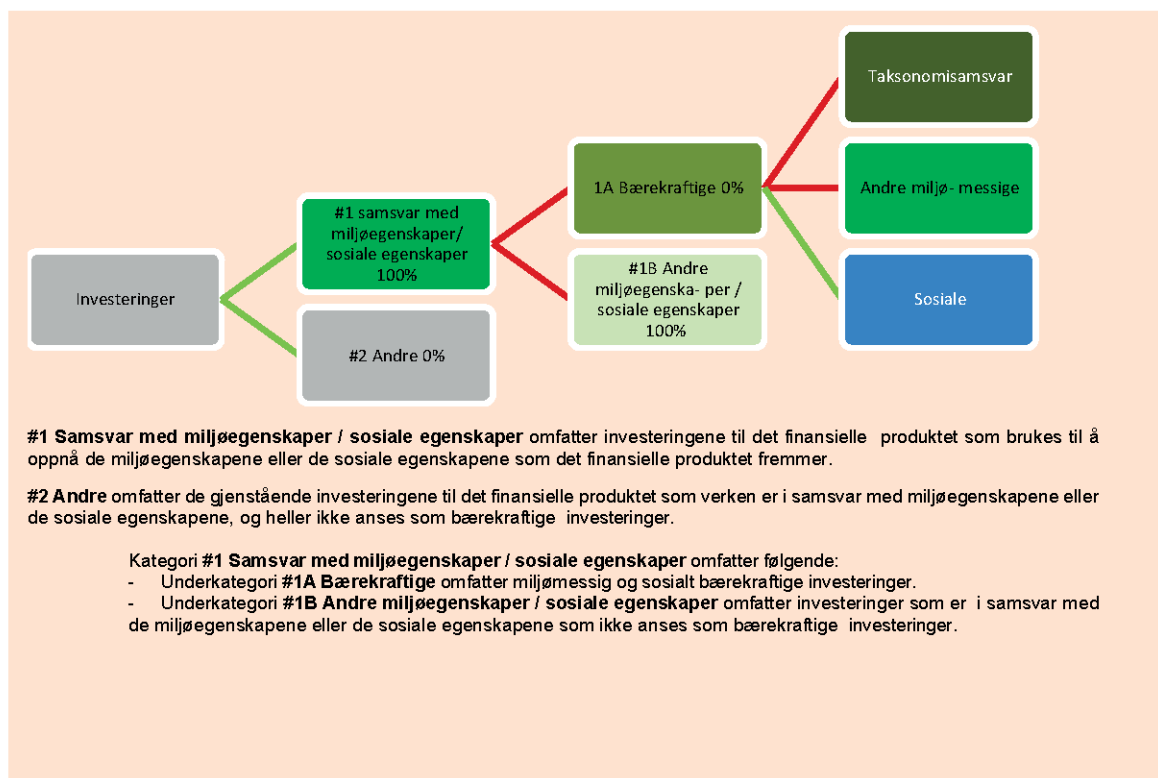 Taksonomisamsvar
1A Bærekraftige 0%
Andre miljø- messige
#1 samsvar med
miljøegenskaper/
sosiale egenskaper
100%
#1B Andre
miljøegenska- per /
sosiale egenskaper
100%
Investeringer
Sosiale
#2 Andre 0%
#1 Samsvar med miljøegenskaper / sosiale egenskaper omfatter investeringene til det finansielle produktet som brukes til å
oppnå de miljøegenskapene eller de sosiale egenskapene som det finansielle produktet fremmer.
#2 Andre omfatter de gjenstående investeringene til det finansielle produktet som verken er i samsvar med miljøegenskapene eller
de sosiale egenskapene, og heller ikke anses som bærekraftige investeringer.
Kategori #1 Samsvar med miljøegenskaper / sosiale egenskaper omfatter følgende:
- Underkategori #1A Bærekraftige omfatter miljømessig og sosialt bærekraftige investeringer.
- Underkategori #1B Andre miljøegenskaper / sosiale egenskaper omfatter investeringer som er i samsvar med
de miljøegenskapene eller de sosiale egenskapene som ikke anses som bærekraftige investeringer.